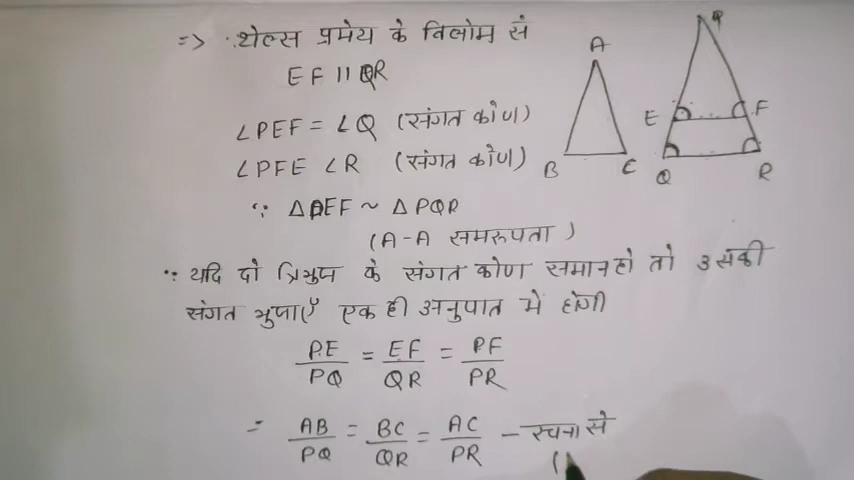 => थेल्स प्रमेय के विलोम सं
EF || QR
∠PEF = ∠Q (संगत कोण)
∠PFE ∠R (संगत कोण)
∵ ΔPEF ~ ΔPQR
(A-A समरूपता)
∵ यदि दो त्रिभुज के संगत कोण समान हो तो उसकी
संगत भुजाएँ एक ही अनुपात में होगी
PE/PQ = EF/QR = PF/PR
= AB/PQ = BC/QR = AC/PR - रचना से
(
A
B
C
P
E
F
Q
R